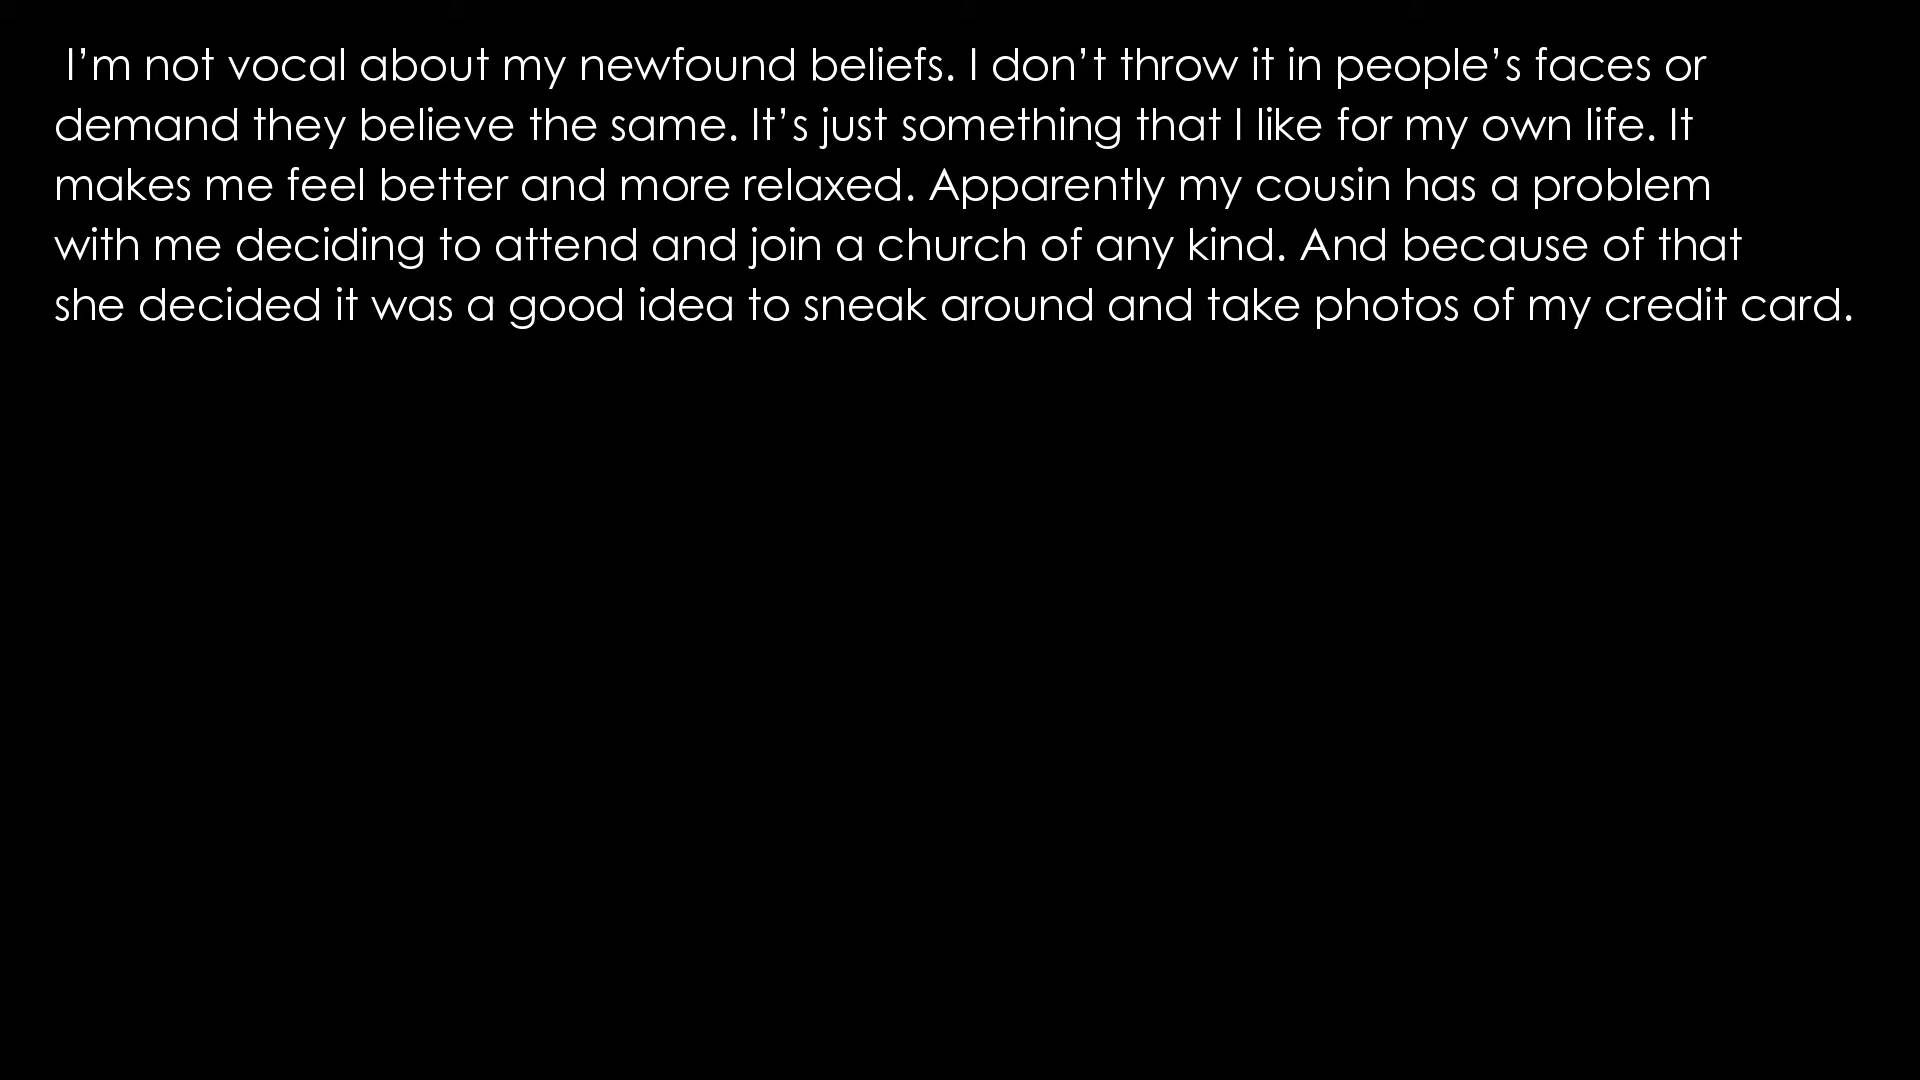 I’m not vocal about my newfound beliefs. I don’t throw it in people’s faces or
demand they believe the same. It’s just something that I like for my own life. It
makes me feel better and more relaxed. Apparently my cousin has a problem
with me deciding to attend and join a church of any kind. And because of that
she decided it was a good idea to sneak around and take photos of my credit card.